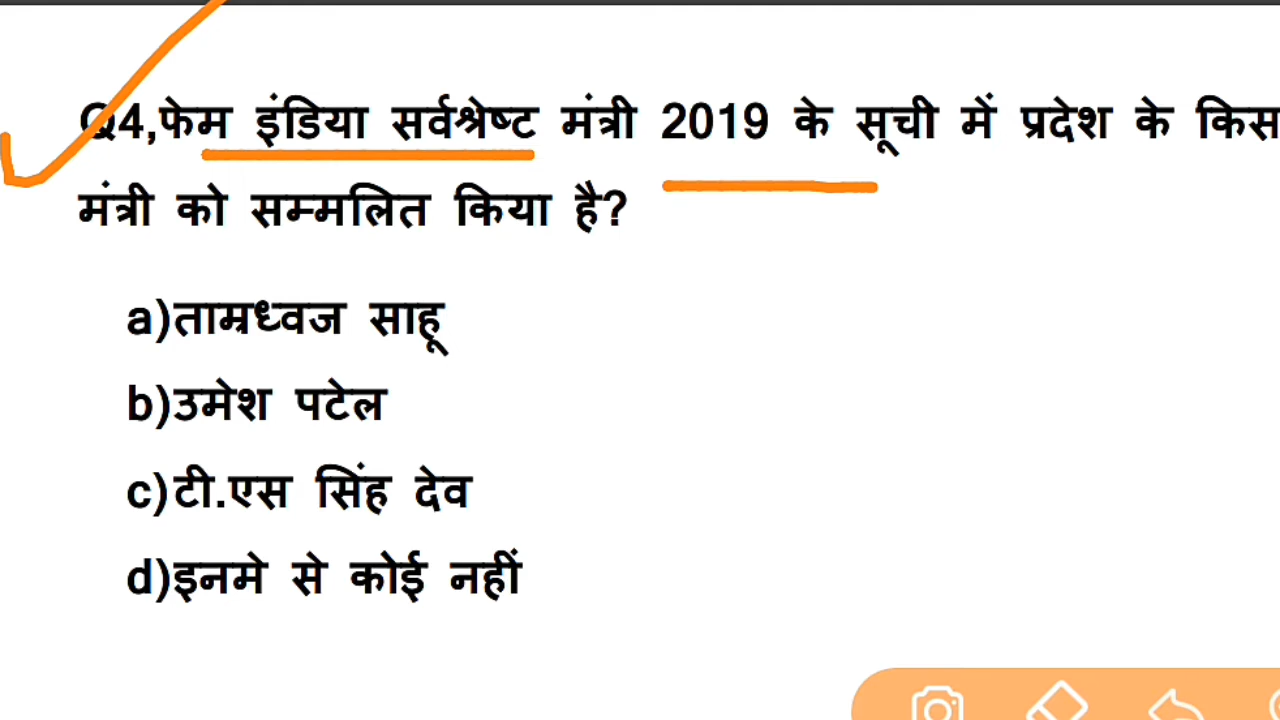 Q4,फेम इंडिया सर्वश्रेष्ट मंत्री 2019 के सूची में प्रदेश के किस
मंत्री को सम्मलित किया है?
a)ताम्रध्वज साहू
b)उमेश पटेल
c)टी.एस सिंह देव
d)इनमे से कोई नहीं